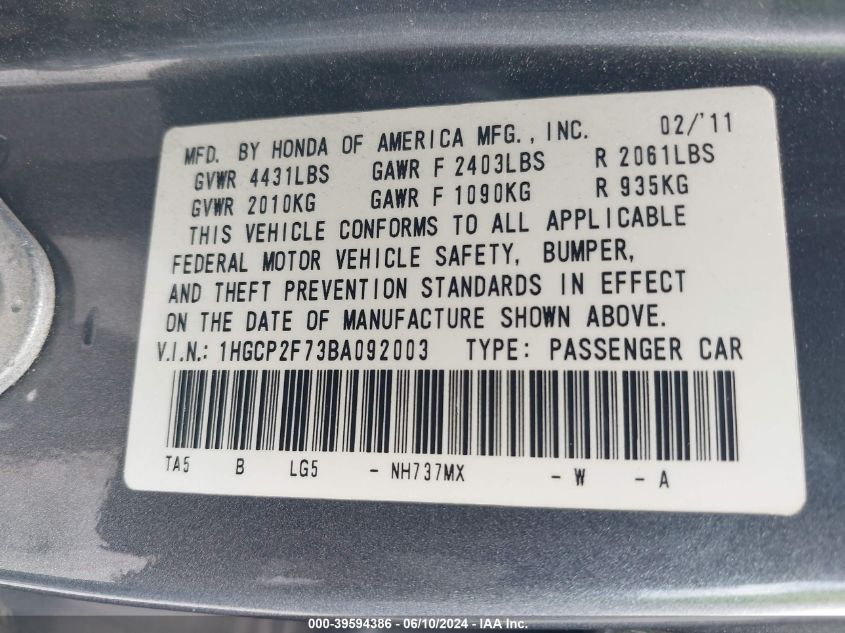 MFD. BY HONDA OF AMERICA MFG., INC. 02/'11
GVWR 4431LBS GAWR F 2403LBS R 2061LBS
GVWR 2010KG GAWR F 1090KG R 935KG
THIS VEHICLE CONFORMS TO ALL APPLICABLE
FEDERAL MOTOR VEHICLE SAFETY, BUMPER,
AND THEFT PREVENTION STANDARDS IN EFFECT
ON THE DATE OF MANUFACTURE SHOWN ABOVE.
V.I.N.: 1HGCP2F73BA092003 TYPE: PASSENGER CAR
TA5 B LG5 - NH737MX - W - A
000-39594386 / 06/10/2024 - IAA Inc.